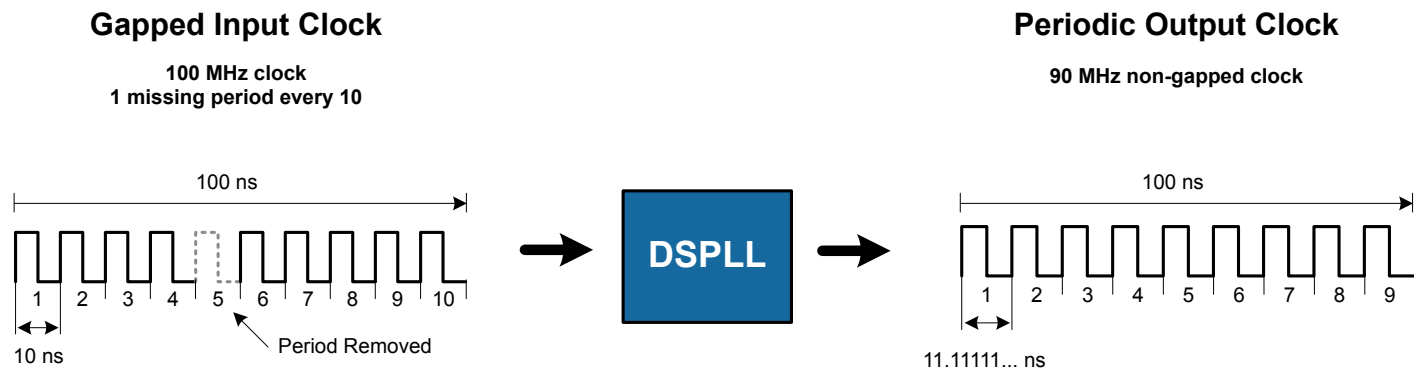 Gapped Input Clock
100 MHz clock
1 missing period every 10
100 ns
1 2 3 4 5 6 7 8 9 10
10 ns
Period Removed
DSPLL
Periodic Output Clock
90 MHz non-gapped clock
100 ns
1 2 3 4 5 6 7 8 9
11.11111... ns